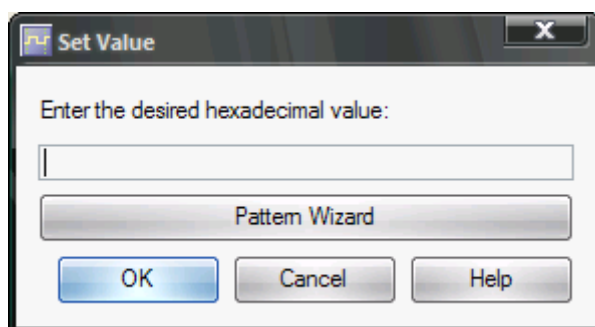 Set Value
Enter the desired hexadecimal value:
Pattern Wizard
OK Cancel Help